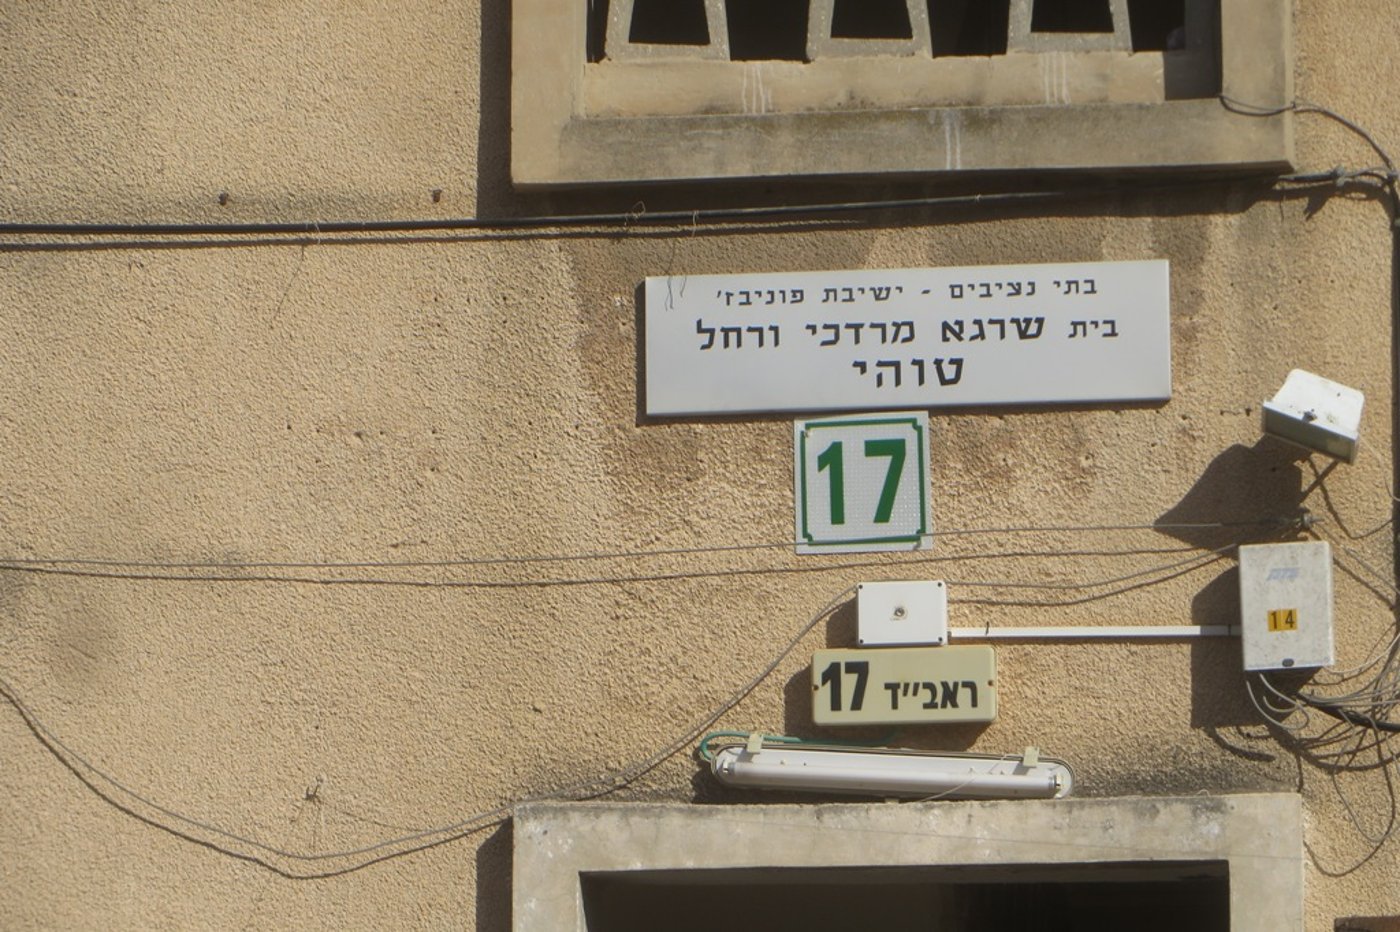 בתי נציבים - ישיבת פוניבז'
בית שרגא מרדכי ורחל
טוהי
17
14
ראב"ד 17